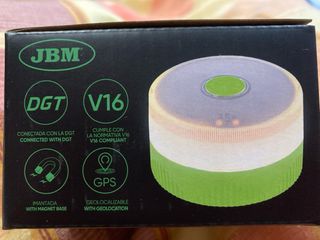 JBM
DGT
V16
CONECTADA CON LA DGT
CONNECTED WITH DGT
CUMPLE CON
LA NORMATIVA V16
V16 COMPLIANT
GPS
IMANTADA
WITH MAGNET BASE
GEOLOCALIZABLE
WITH GEOLOCATION